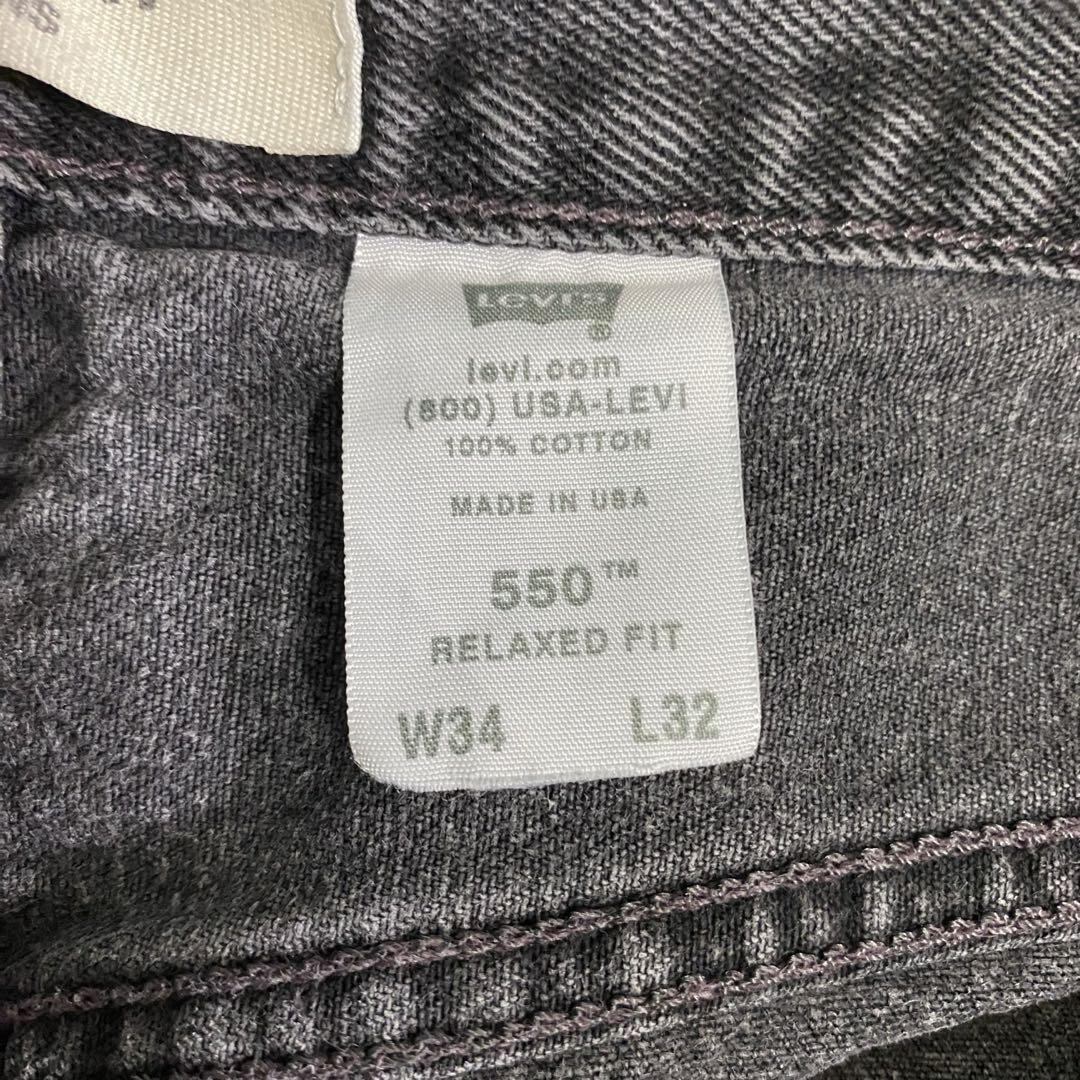 LEVI'S
®
levi.com
(800) USA-LEVI
100% COTTON
MADE IN USA
550™
RELAXED FIT
W34 L32